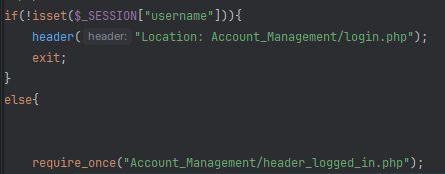 if(!isset($_SESSION["username"])){
header( header: "Location: Account_Management/login.php");
exit;
}
else{
require_once("Account_Management/header_logged_in.php");